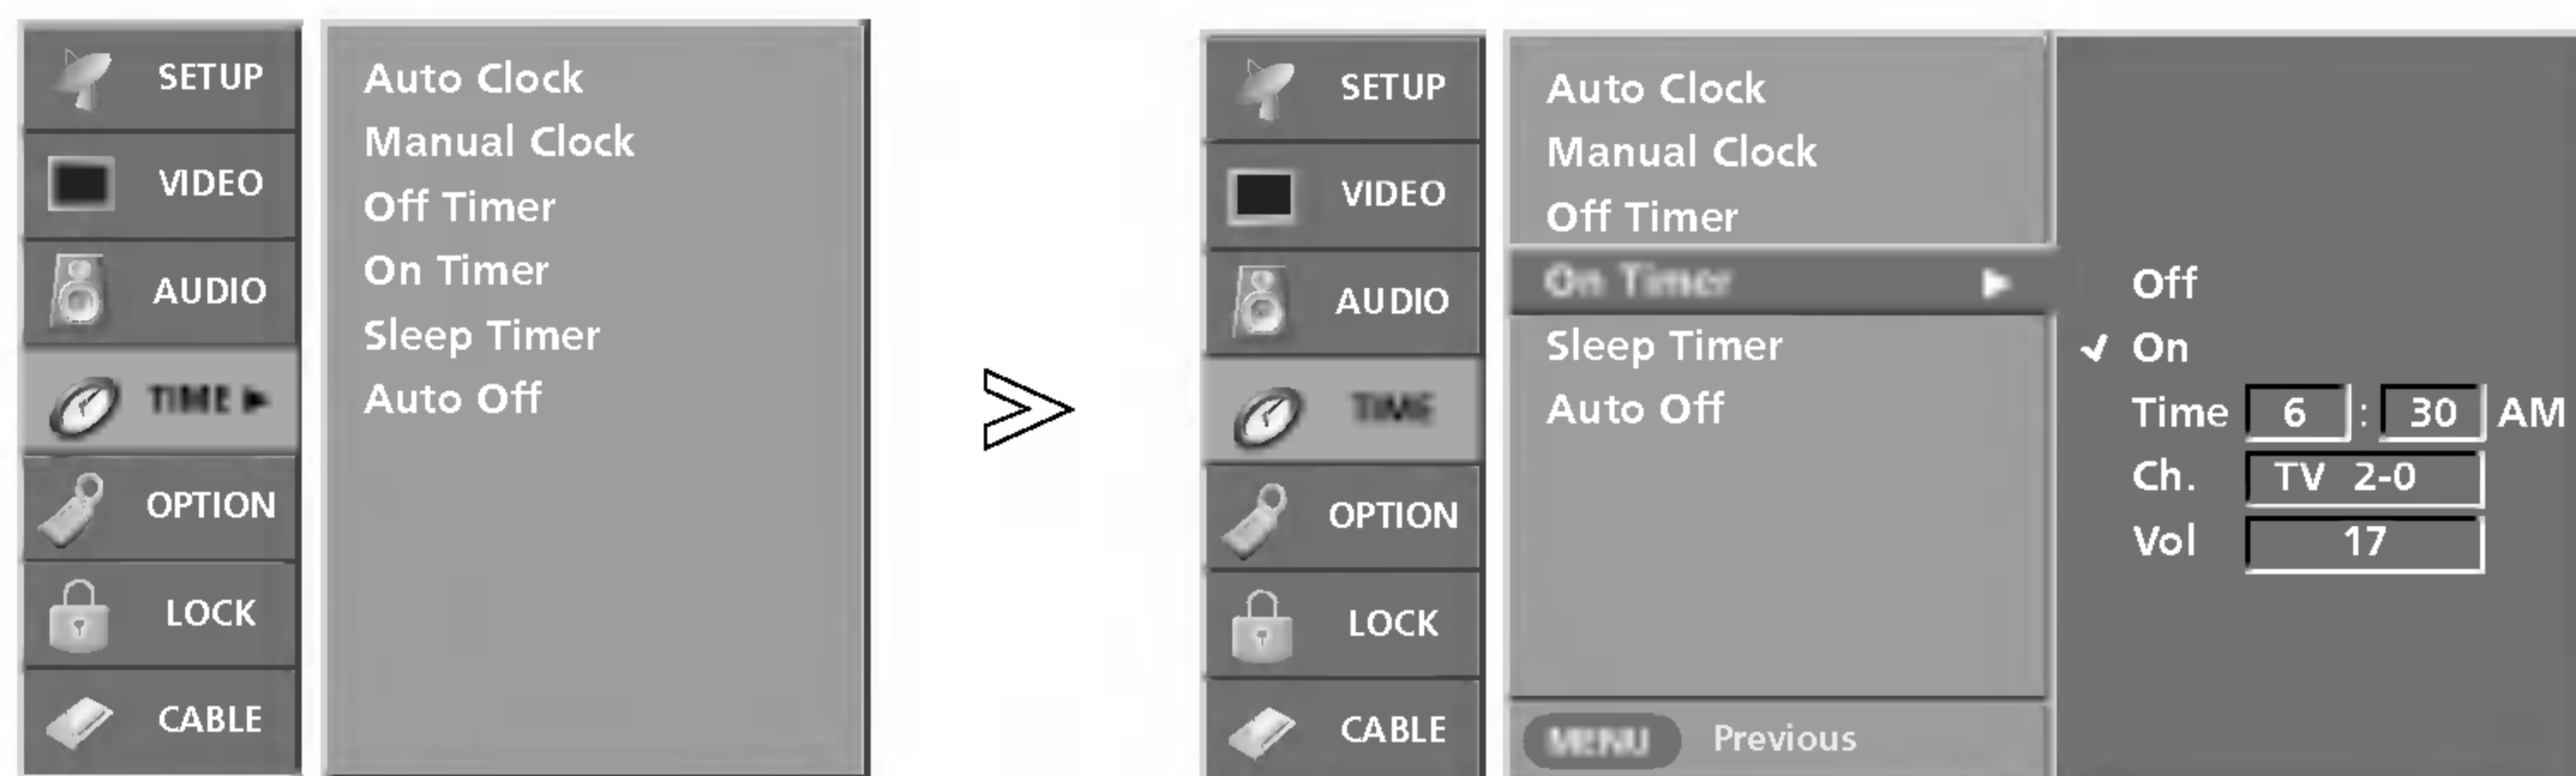 SETUP
VIDEO
AUDIO
TIME
OPTION
LOCK
CABLE
Auto Clock
Manual Clock
Off Timer
On Timer
Sleep Timer
Auto Off
SETUP
VIDEO
AUDIO
TIME
OPTION
LOCK
CABLE
Auto Clock
Manual Clock
Off Timer
On Timer
Sleep Timer
Auto Off
MENU Previous
Off
On
Time 6 : 30 AM
Ch. TV 2-0
Vol 17